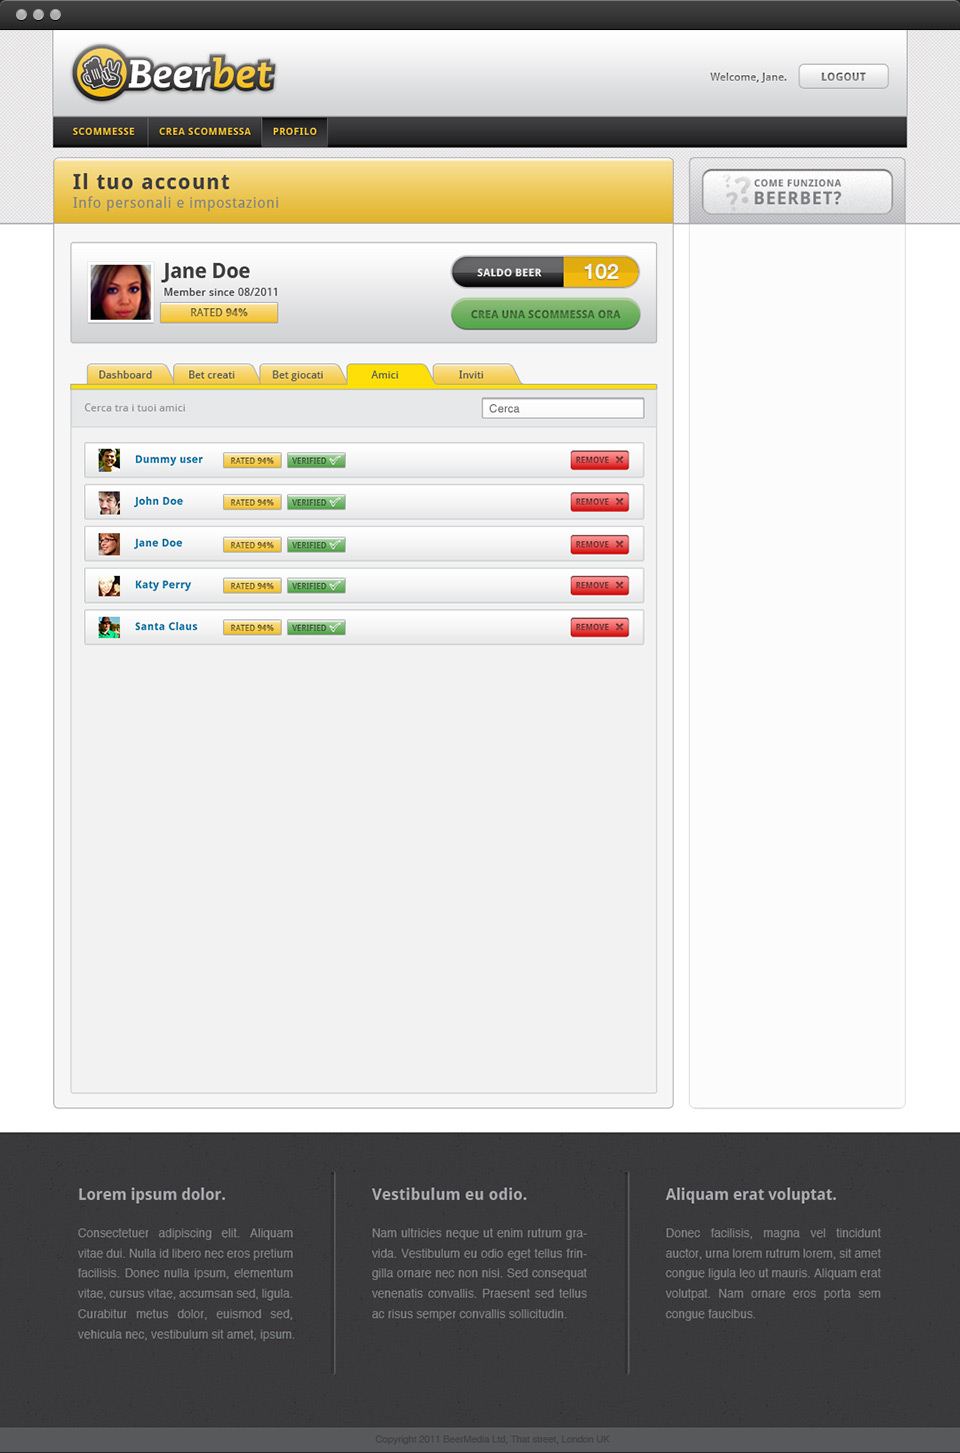 Beerbet
Welcome, Jane.
LOGOUT
SCOMMESSE
CREA SCOMMESSA
PROFILO
Il tuo account
Info personali e impostazioni
COME FUNZIONA
BEERBET?
Jane Doe
Member since 08/2011
RATED 94%
SALDO BEER
102
CREA UNA SCOMMESSA ORA
Dashboard
Bet creati
Bet giocati
Amici
Inviti
Cerca tra i tuoi amici
Cerca
Dummy user
RATED 94%
VERIFIED
REMOVE
John Doe
RATED 94%
VERIFIED
REMOVE
Jane Doe
RATED 94%
VERIFIED
REMOVE
Katy Perry
RATED 94%
VERIFIED
REMOVE
Santa Claus
RATED 94%
VERIFIED
REMOVE
Lorem ipsum dolor.
Consectetuer adipiscing elit. Aliquam
vitae dui. Nulla id libero nec eros pretium
facilisis. Donec nulla ipsum, elementum
vitae, cursus vitae, accumsan sed, ligula.
Curabitur metus dolor, euismod sed,
vehicula nec, vestibulum sit amet, ipsum.
Vestibulum eu odio.
Nam ultricies neque ut enim rutrum gra-
vida. Vestibulum eu odio eget tellus frin-
gilla ornare nec non nisi. Sed consequat
venenatis convallis. Praesent sed tellus
ac risus semper convallis sollicitudin.
Aliquam erat voluptat.
Donec facilisis, magna vel tincidunt
auctor, urna lorem rutrum lorem, sit amet
congue ligula leo ut mauris. Aliquam erat
volutpat. Nam ornare eros porta sem
congue faucibus.
Copyright 2011 BeerMedia Ltd, That street, London UK